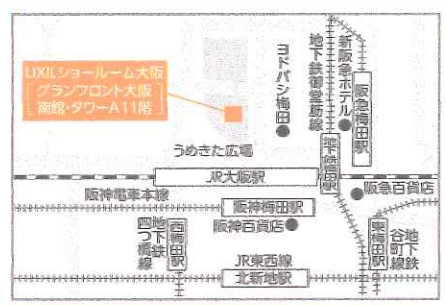 LIXILショールーム大阪
グランフロント大阪
南館・タワーA11階
ヨドバシ梅田
地下鉄御堂筋線
新阪急ホテル
阪急梅田駅
うめきた広場
地下鉄梅田駅
JR大阪駅
阪神電車本線
阪急百貨店
阪神梅田駅
阪神百貨店
地下鉄
四つ橋線
西梅田駅
東梅田駅
地下鉄
谷町線
JR東西線
北新地駅